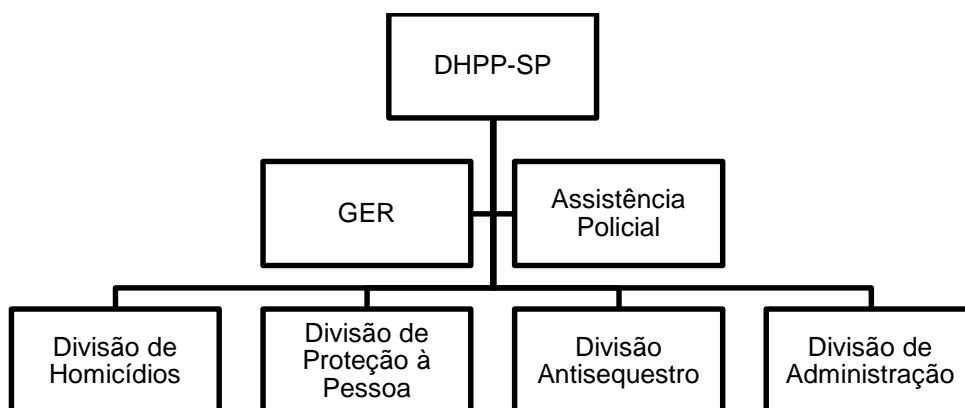 DHPP-SP
GER
Assistência
Policial
Divisão de
Homicídios
Divisão de
Proteção à
Pessoa
Divisão
Antisequestro
Divisão de
Administração